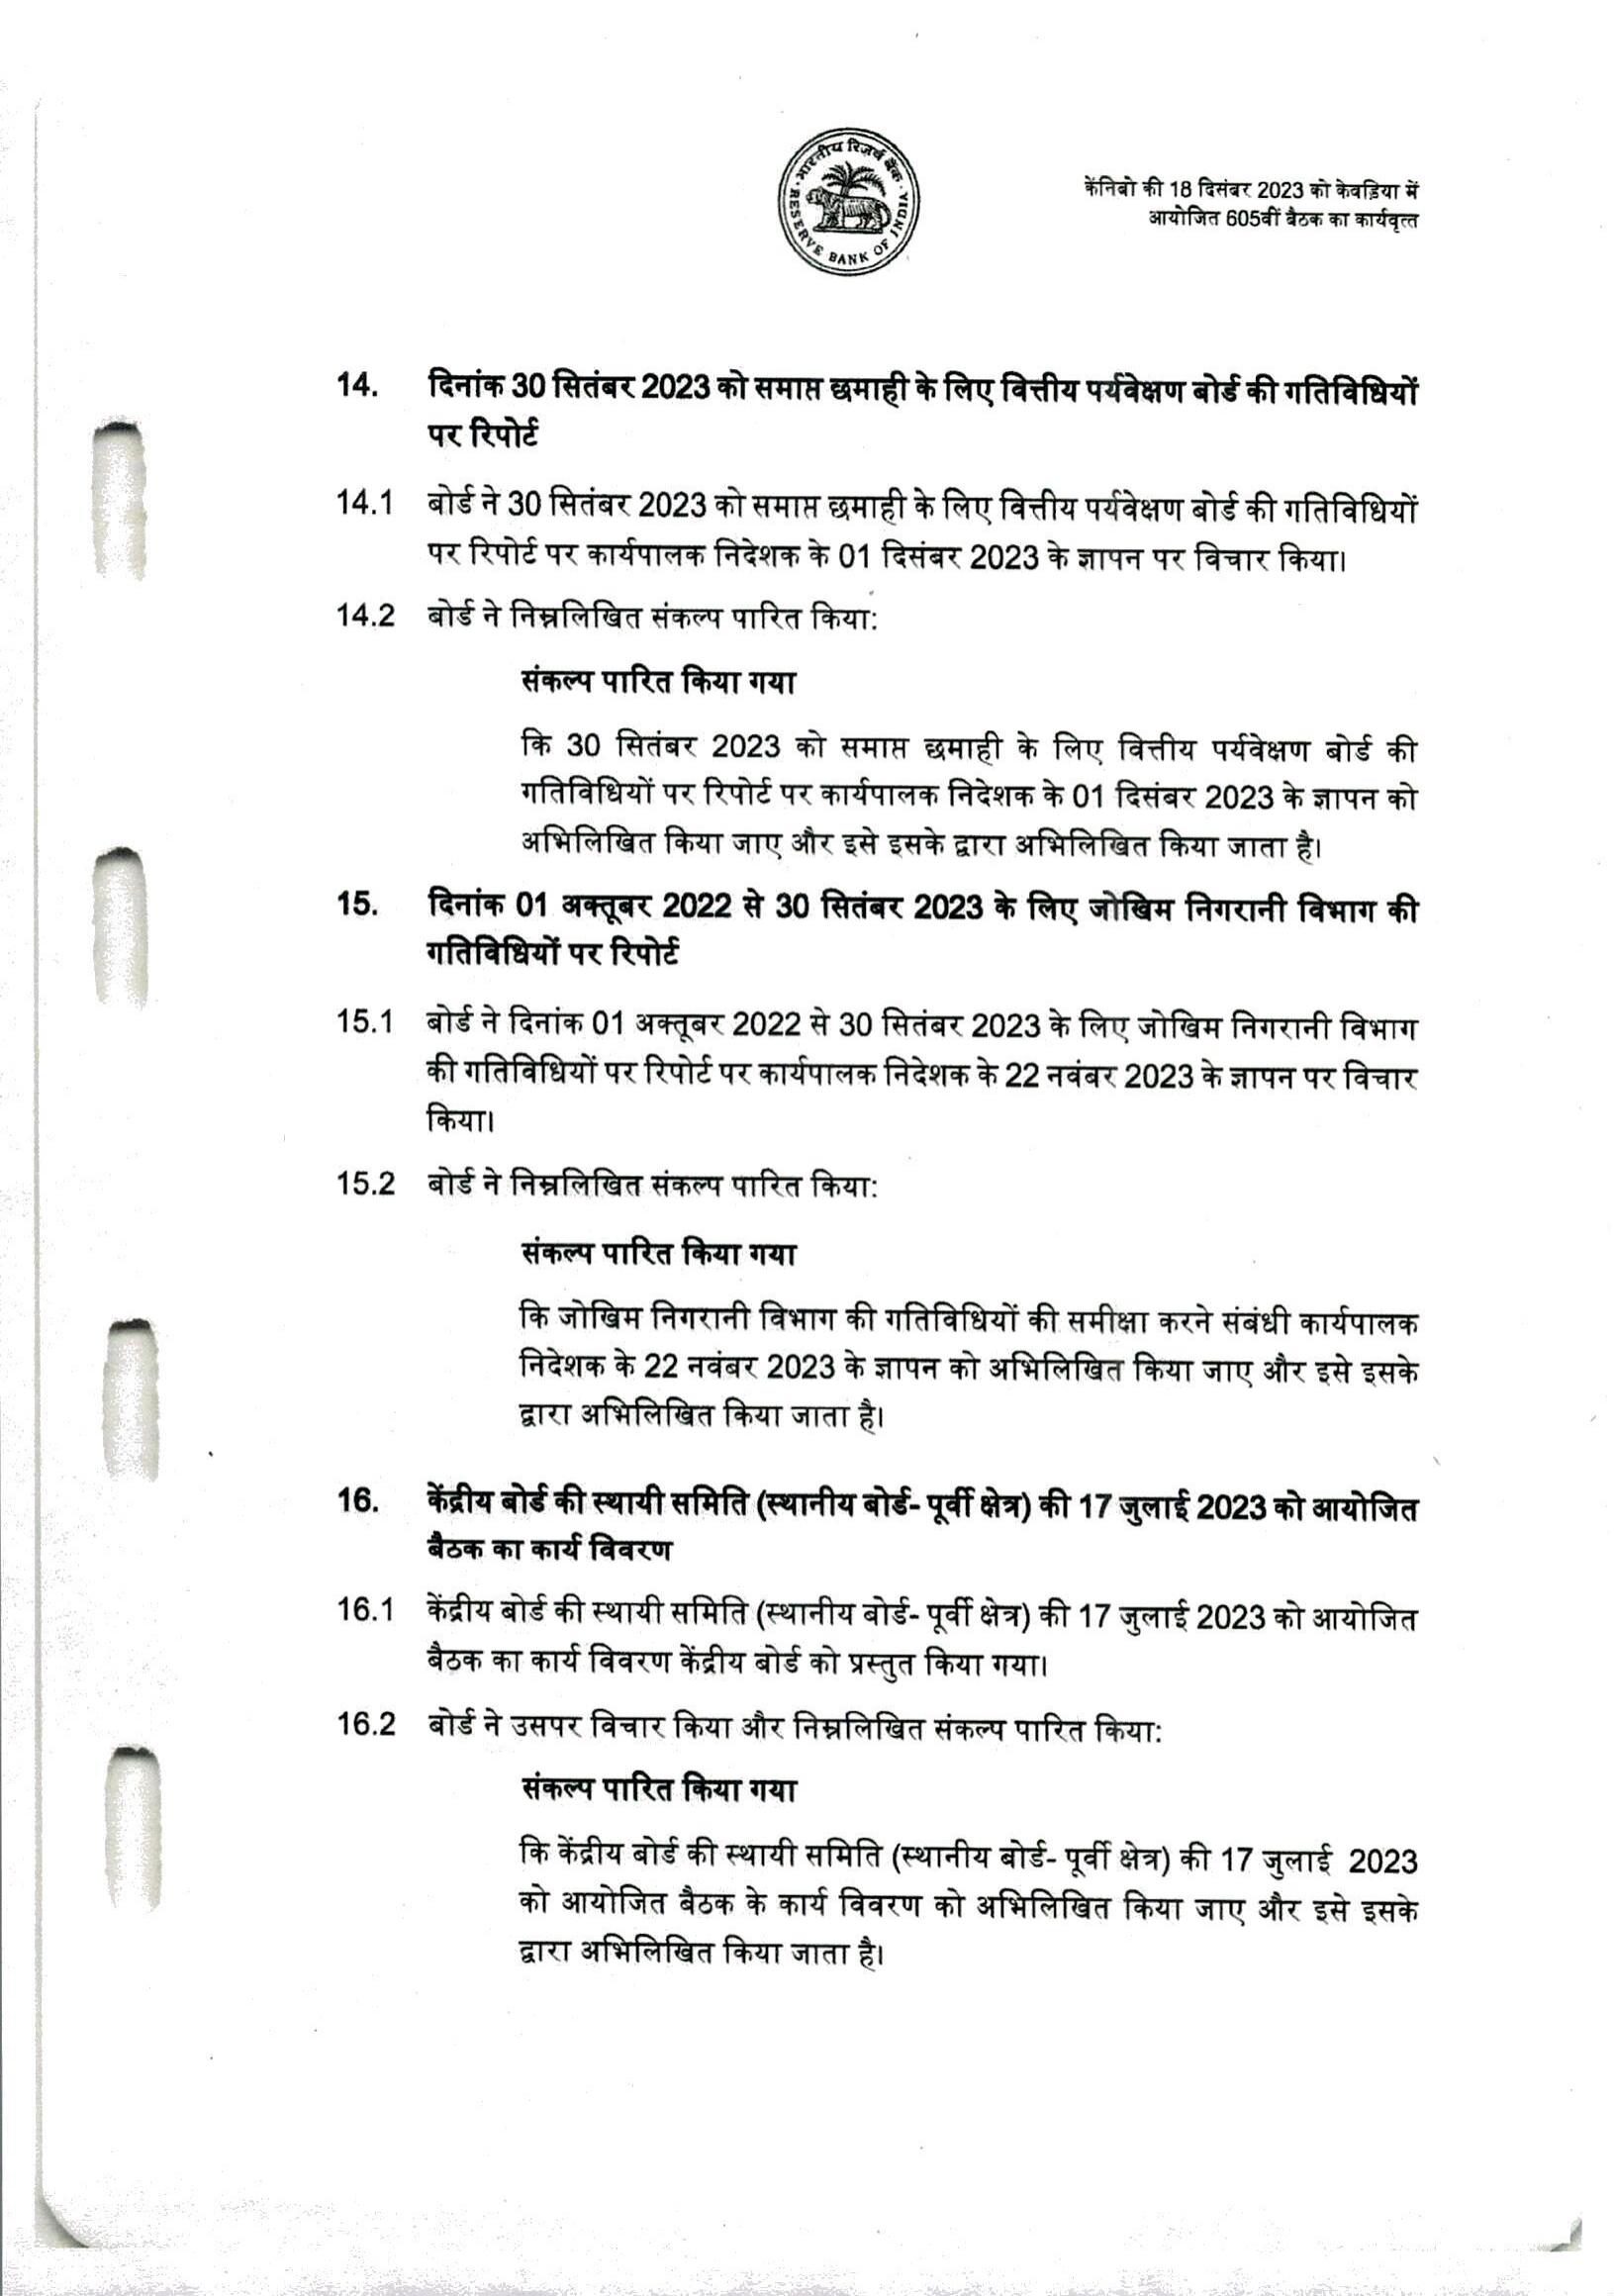 भारतीय रिज़र्व बैंक
RESERVE BANK OF INDIA
केंनिबो की 18 दिसंबर 2023 को केवड़िया में
आयोजित 605वीं बैठक का कार्यवृत्त
14. दिनांक 30 सितंबर 2023 को समाप्त छमाही के लिए वित्तीय पर्यवेक्षण बोर्ड की गतिविधियों
पर रिपोर्ट
14.1 बोर्ड ने 30 सितंबर 2023 को समाप्त छमाही के लिए वित्तीय पर्यवेक्षण बोर्ड की गतिविधियों
पर रिपोर्ट पर कार्यपालक निदेशक के 01 दिसंबर 2023 के ज्ञापन पर विचार किया।
14.2 बोर्ड ने निम्नलिखित संकल्प पारित किया:
संकल्प पारित किया गया
कि 30 सितंबर 2023 को समाप्त छमाही के लिए वित्तीय पर्यवेक्षण बोर्ड की
गतिविधियों पर रिपोर्ट पर कार्यपालक निदेशक के 01 दिसंबर 2023 के ज्ञापन को
अभिलिखित किया जाए और इसे इसके द्वारा अभिलिखित किया जाता है।
15. दिनांक 01 अक्तूबर 2022 से 30 सितंबर 2023 के लिए जोखिम निगरानी विभाग की
गतिविधियों पर रिपोर्ट
15.1 बोर्ड ने दिनांक 01 अक्तूबर 2022 से 30 सितंबर 2023 के लिए जोखिम निगरानी विभाग
की गतिविधियों पर रिपोर्ट पर कार्यपालक निदेशक के 22 नवंबर 2023 के ज्ञापन पर विचार
किया।
15.2 बोर्ड ने निम्नलिखित संकल्प पारित किया:
संकल्प पारित किया गया
कि जोखिम निगरानी विभाग की गतिविधियों की समीक्षा करने संबंधी कार्यपालक
निदेशक के 22 नवंबर 2023 के ज्ञापन को अभिलिखित किया जाए और इसे इसके
द्वारा अभिलिखित किया जाता है।
16. केंद्रीय बोर्ड की स्थायी समिति (स्थानीय बोर्ड- पूर्वी क्षेत्र) की 17 जुलाई 2023 को आयोजित
बैठक का कार्य विवरण
16.1 केंद्रीय बोर्ड की स्थायी समिति (स्थानीय बोर्ड- पूर्वी क्षेत्र) की 17 जुलाई 2023 को आयोजित
बैठक का कार्य विवरण केंद्रीय बोर्ड को प्रस्तुत किया गया।
16.2 बोर्ड ने उसपर विचार किया और निम्नलिखित संकल्प पारित किया:
संकल्प पारित किया गया
कि केंद्रीय बोर्ड की स्थायी समिति (स्थानीय बोर्ड- पूर्वी क्षेत्र) की 17 जुलाई 2023
को आयोजित बैठक के कार्य विवरण को अभिलिखित किया जाए और इसे इसके
द्वारा अभिलिखित किया जाता है।